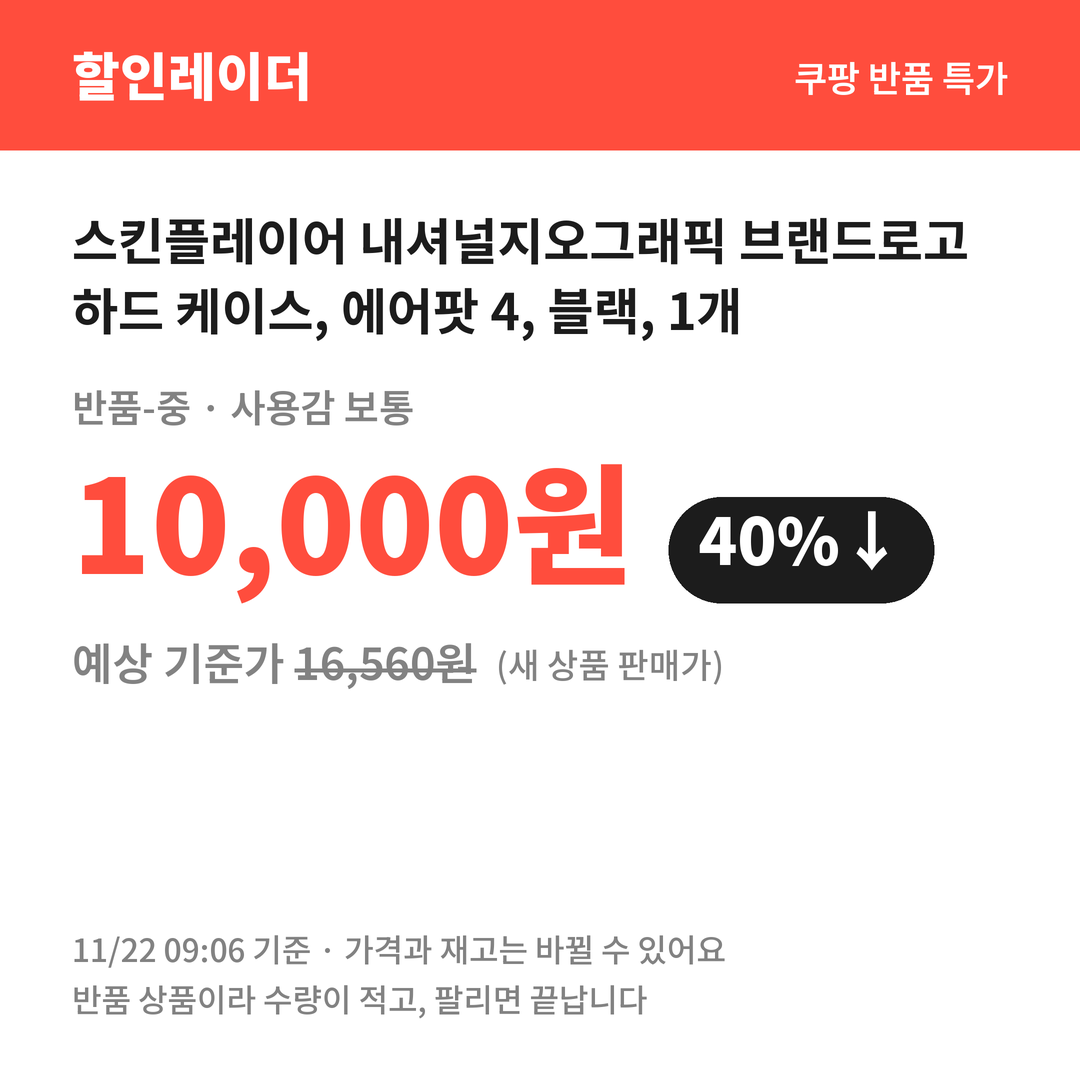 할인레이더
쿠팡 반품 특가
스킨플레이어 내셔널지오그래픽 브랜드로고
하드 케이스, 에어팟 4, 블랙, 1개
반품-중 · 사용감 보통
10,000원 40%↓
예상 기준가 16,560원 (새 상품 판매가)
11/22 09:06 기준 · 가격과 재고는 바뀔 수 있어요
반품 상품이라 수량이 적고, 팔리면 끝납니다